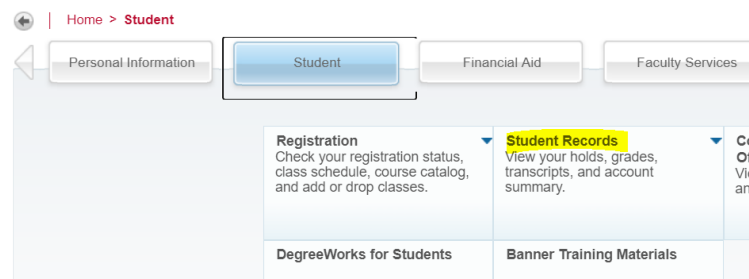 Home > Student
Personal Information
Student
Financial Aid
Faculty Services
Registration
Check your registration status,
class schedule, course catalog,
and add or drop classes.
Student Records
View your holds, grades,
transcripts, and account
summary.
DegreeWorks for Students
Banner Training Materials